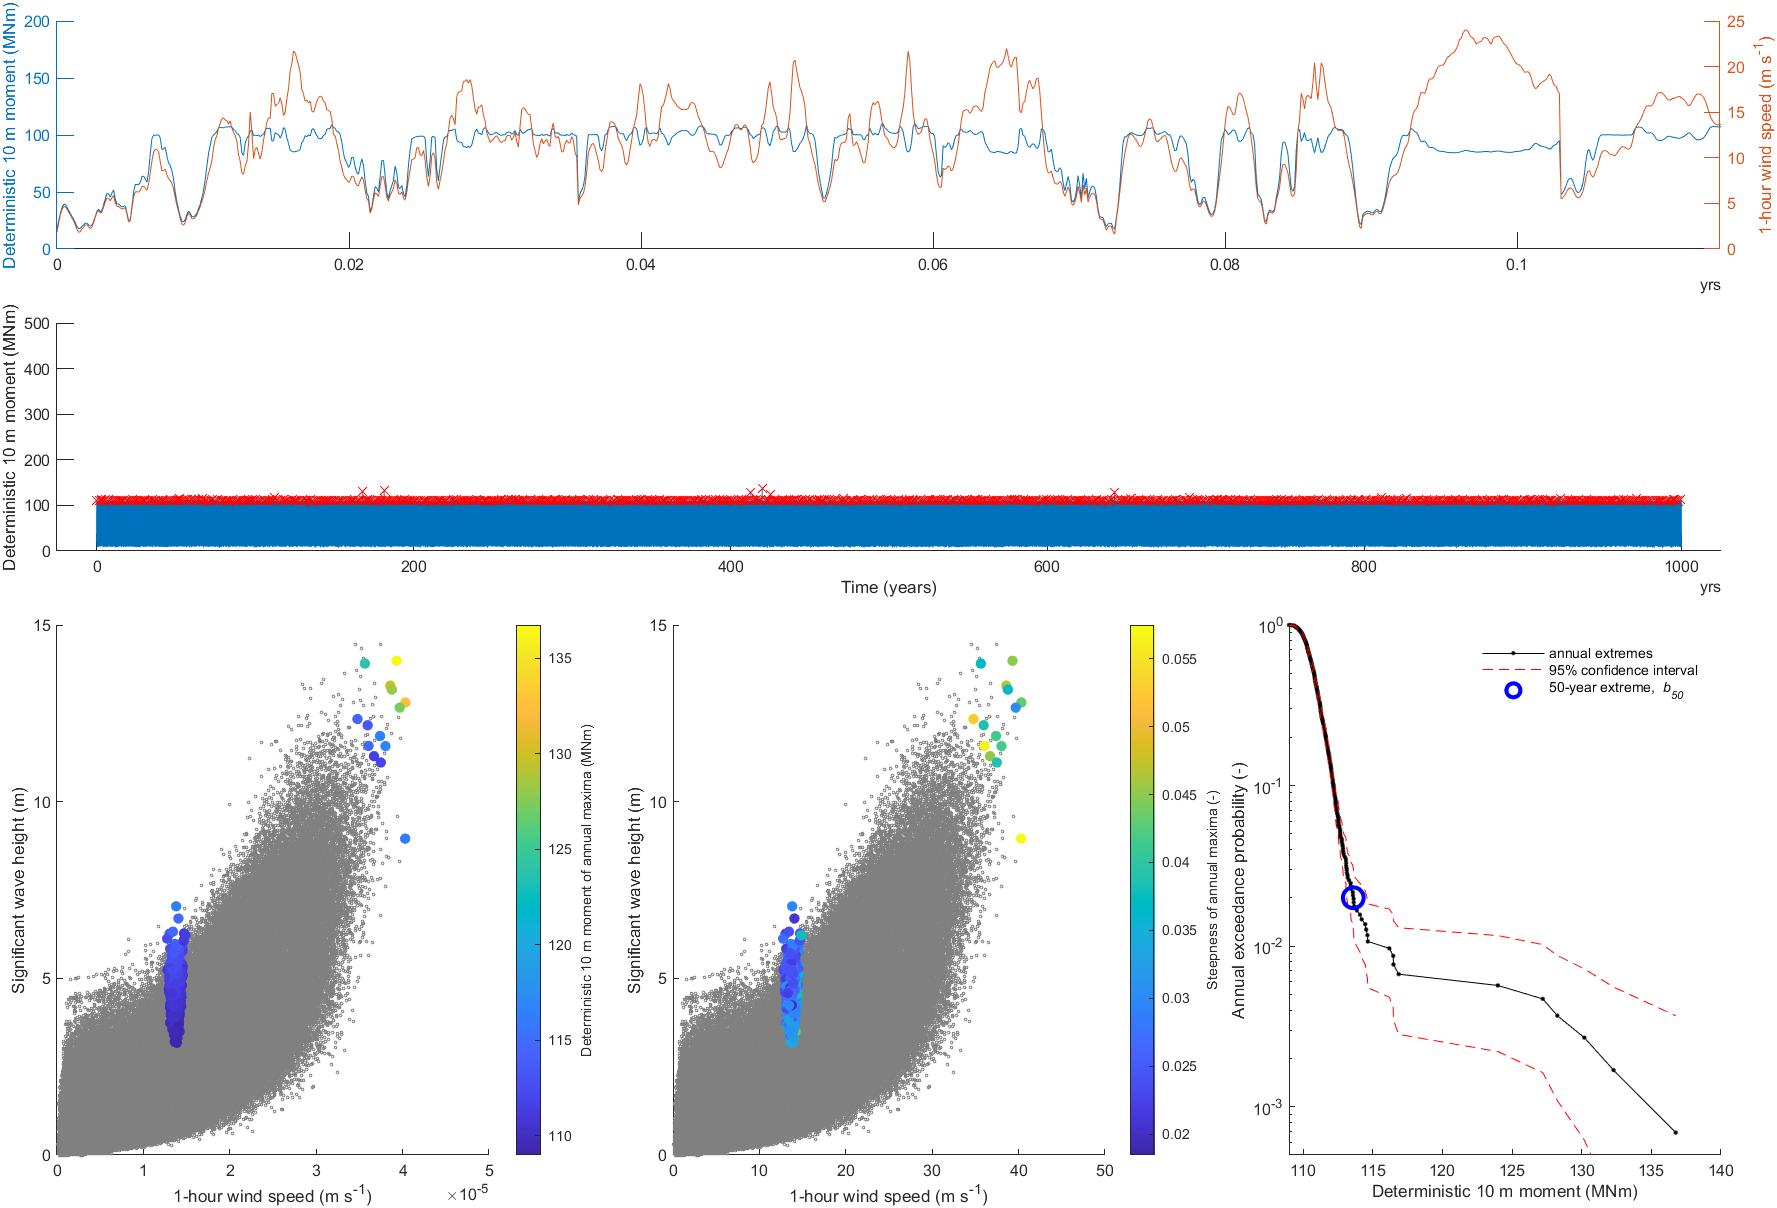 200
150
100
50
0
Deterministic 10 m moment (MNm)
25
20
15
10
5
0
1-hour wind speed (m s-1)
0 0.02 0.04 0.06 0.08 0.1
yrs
500
400
300
200
100
0
Deterministic 10 m moment (MNm)
0 200 400 600 800 1000
Time (years)
yrs
15
10
5
0
Significant wave height (m)
0 1 2 3 4 5
1-hour wind speed (m s-1)
×10-5
135
130
125
120
115
110
Deterministic 10 m moment of annual maxima (MNm)
15
10
5
0
Significant wave height (m)
0 10 20 30 40 50
1-hour wind speed (m s-1)
0.055
0.05
0.045
0.04
0.035
0.03
0.025
0.02
Steepness of annual maxima (-)
100
10-1
10-2
10-3
Annual exceedance probability (-)
annual extremes
95% confidence interval
50-year extreme, b50
110 115 120 125 130 135 140
Deterministic 10 m moment (MNm)